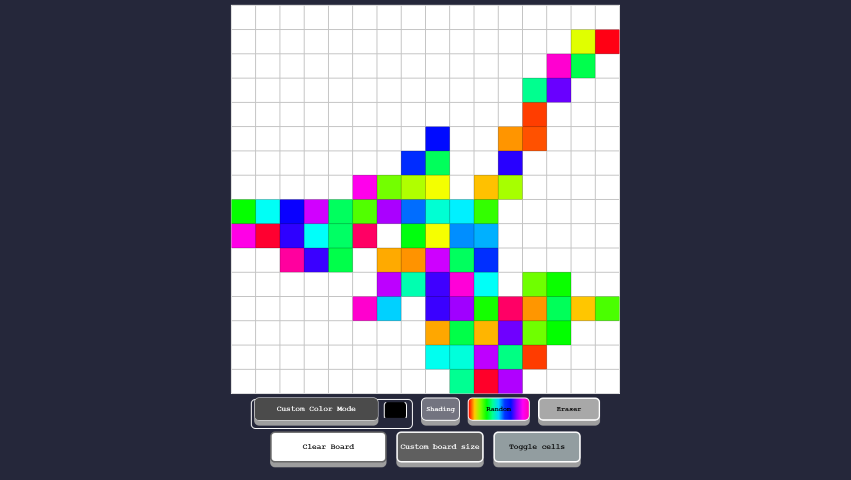 Custom Color Mode
Shading
Random
Eraser
Clear Board
Custom board size
Toggle cells